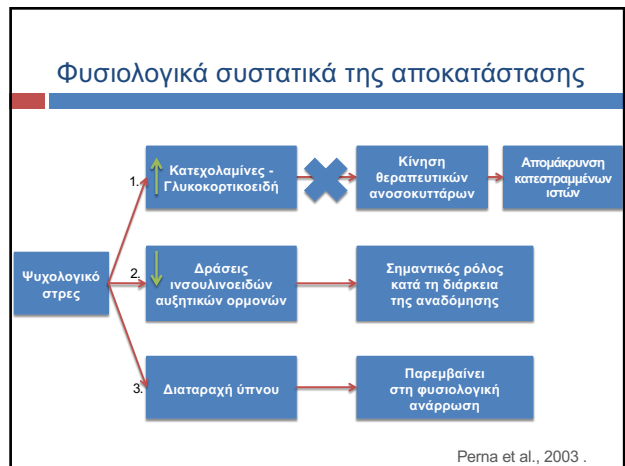 Φυσιολογικά συστατικά της αποκατάστασης
1.
Κατεχολαμίνες -
Γλυκοκορτικοειδή
Κίνηση
θεραπευτικών
ανοσοκυττάρων
Απομάκρυνση
κατεστραμμένων
ιστών
Ψυχολογικό
στρες
2.
Δράσεις
ινσουλινοειδών
αυξητικών ορμονών
Σημαντικός ρόλος
κατά τη διάρκεια
της αναδόμησης
3.
Διαταραχή ύπνου
Παρεμβαίνει
στη φυσιολογική
ανάρρωση
Perna et al., 2003 .